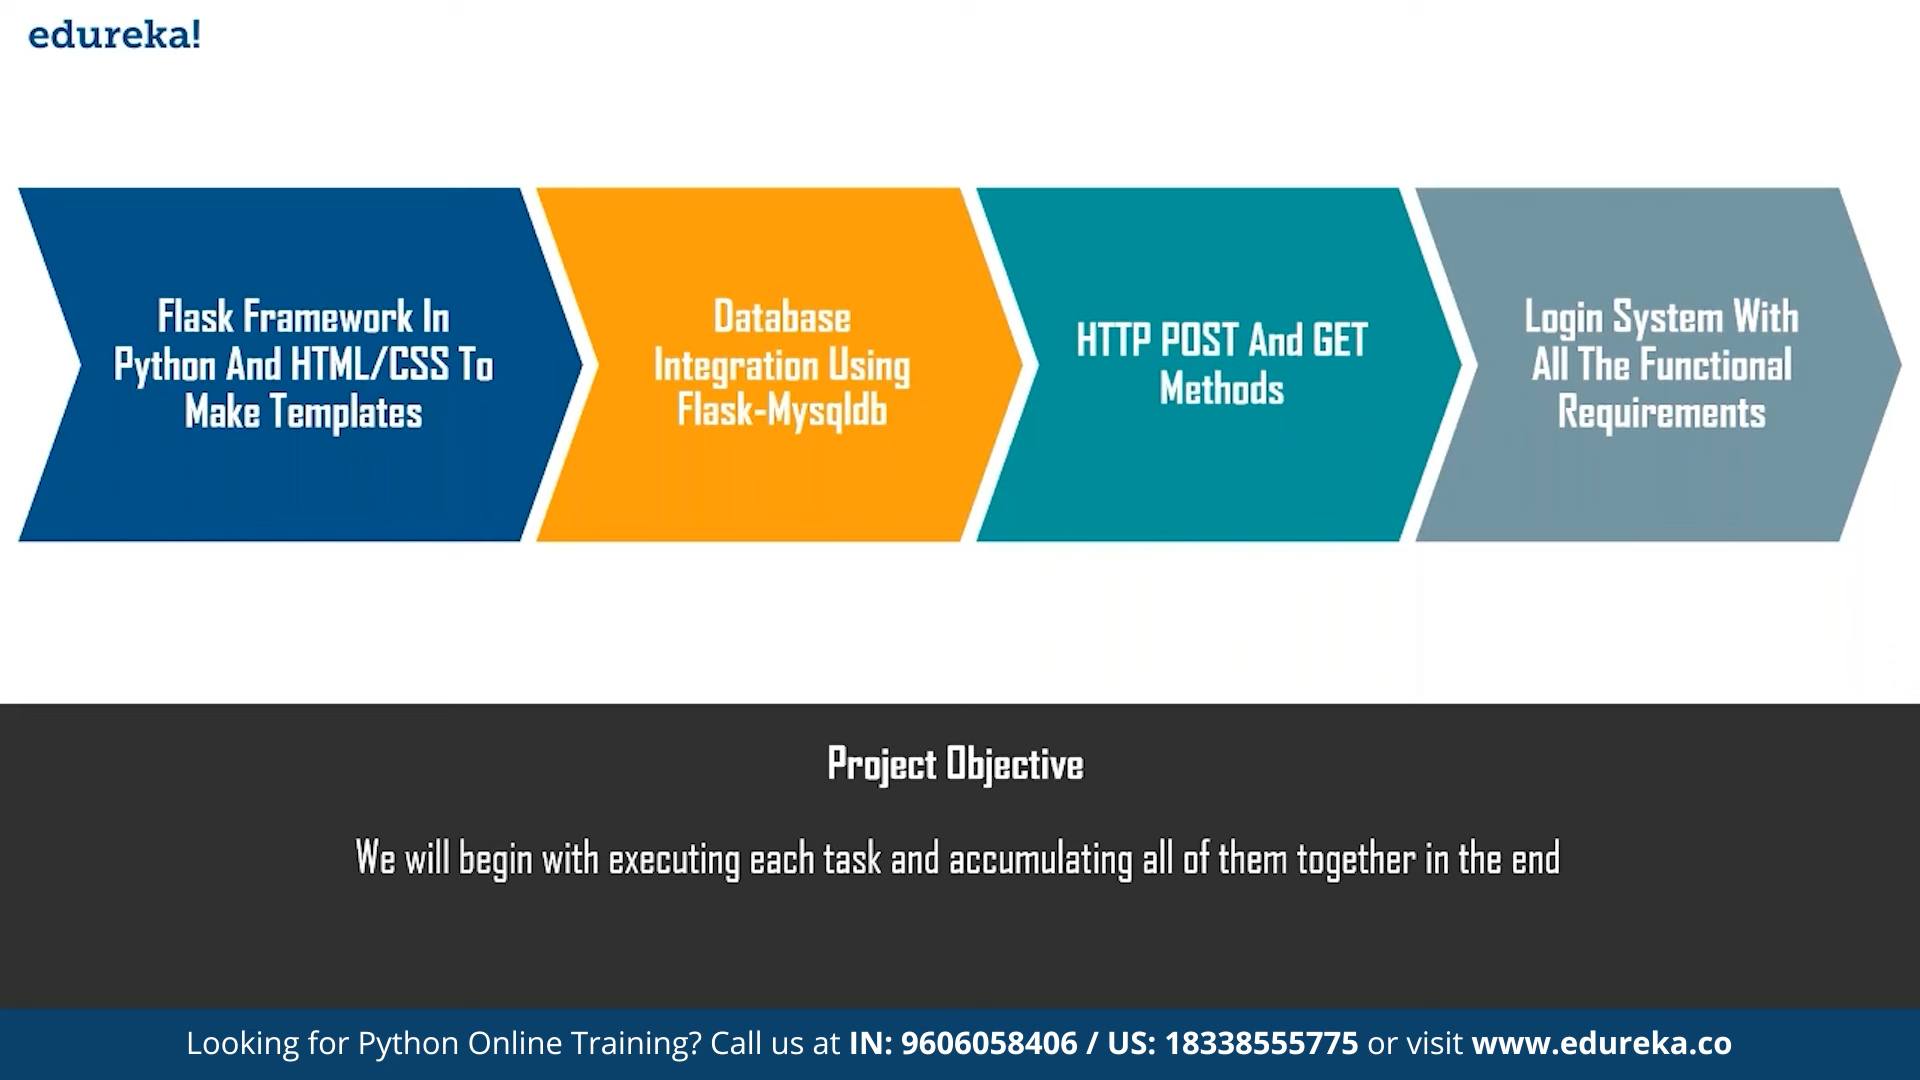 edureka!
Flask Framework In
Python And HTML/CSS To
Make Templates
Database
Integration Using
Flask-Mysqldb
HTTP POST And GET
Methods
Login System With
All The Functional
Requirements
Project Objective
We will begin with executing each task and accumulating all of them together in the end
Looking for Python Online Training? Call us at IN: 9606058406 / US: 18338555775 or visit www.edureka.co